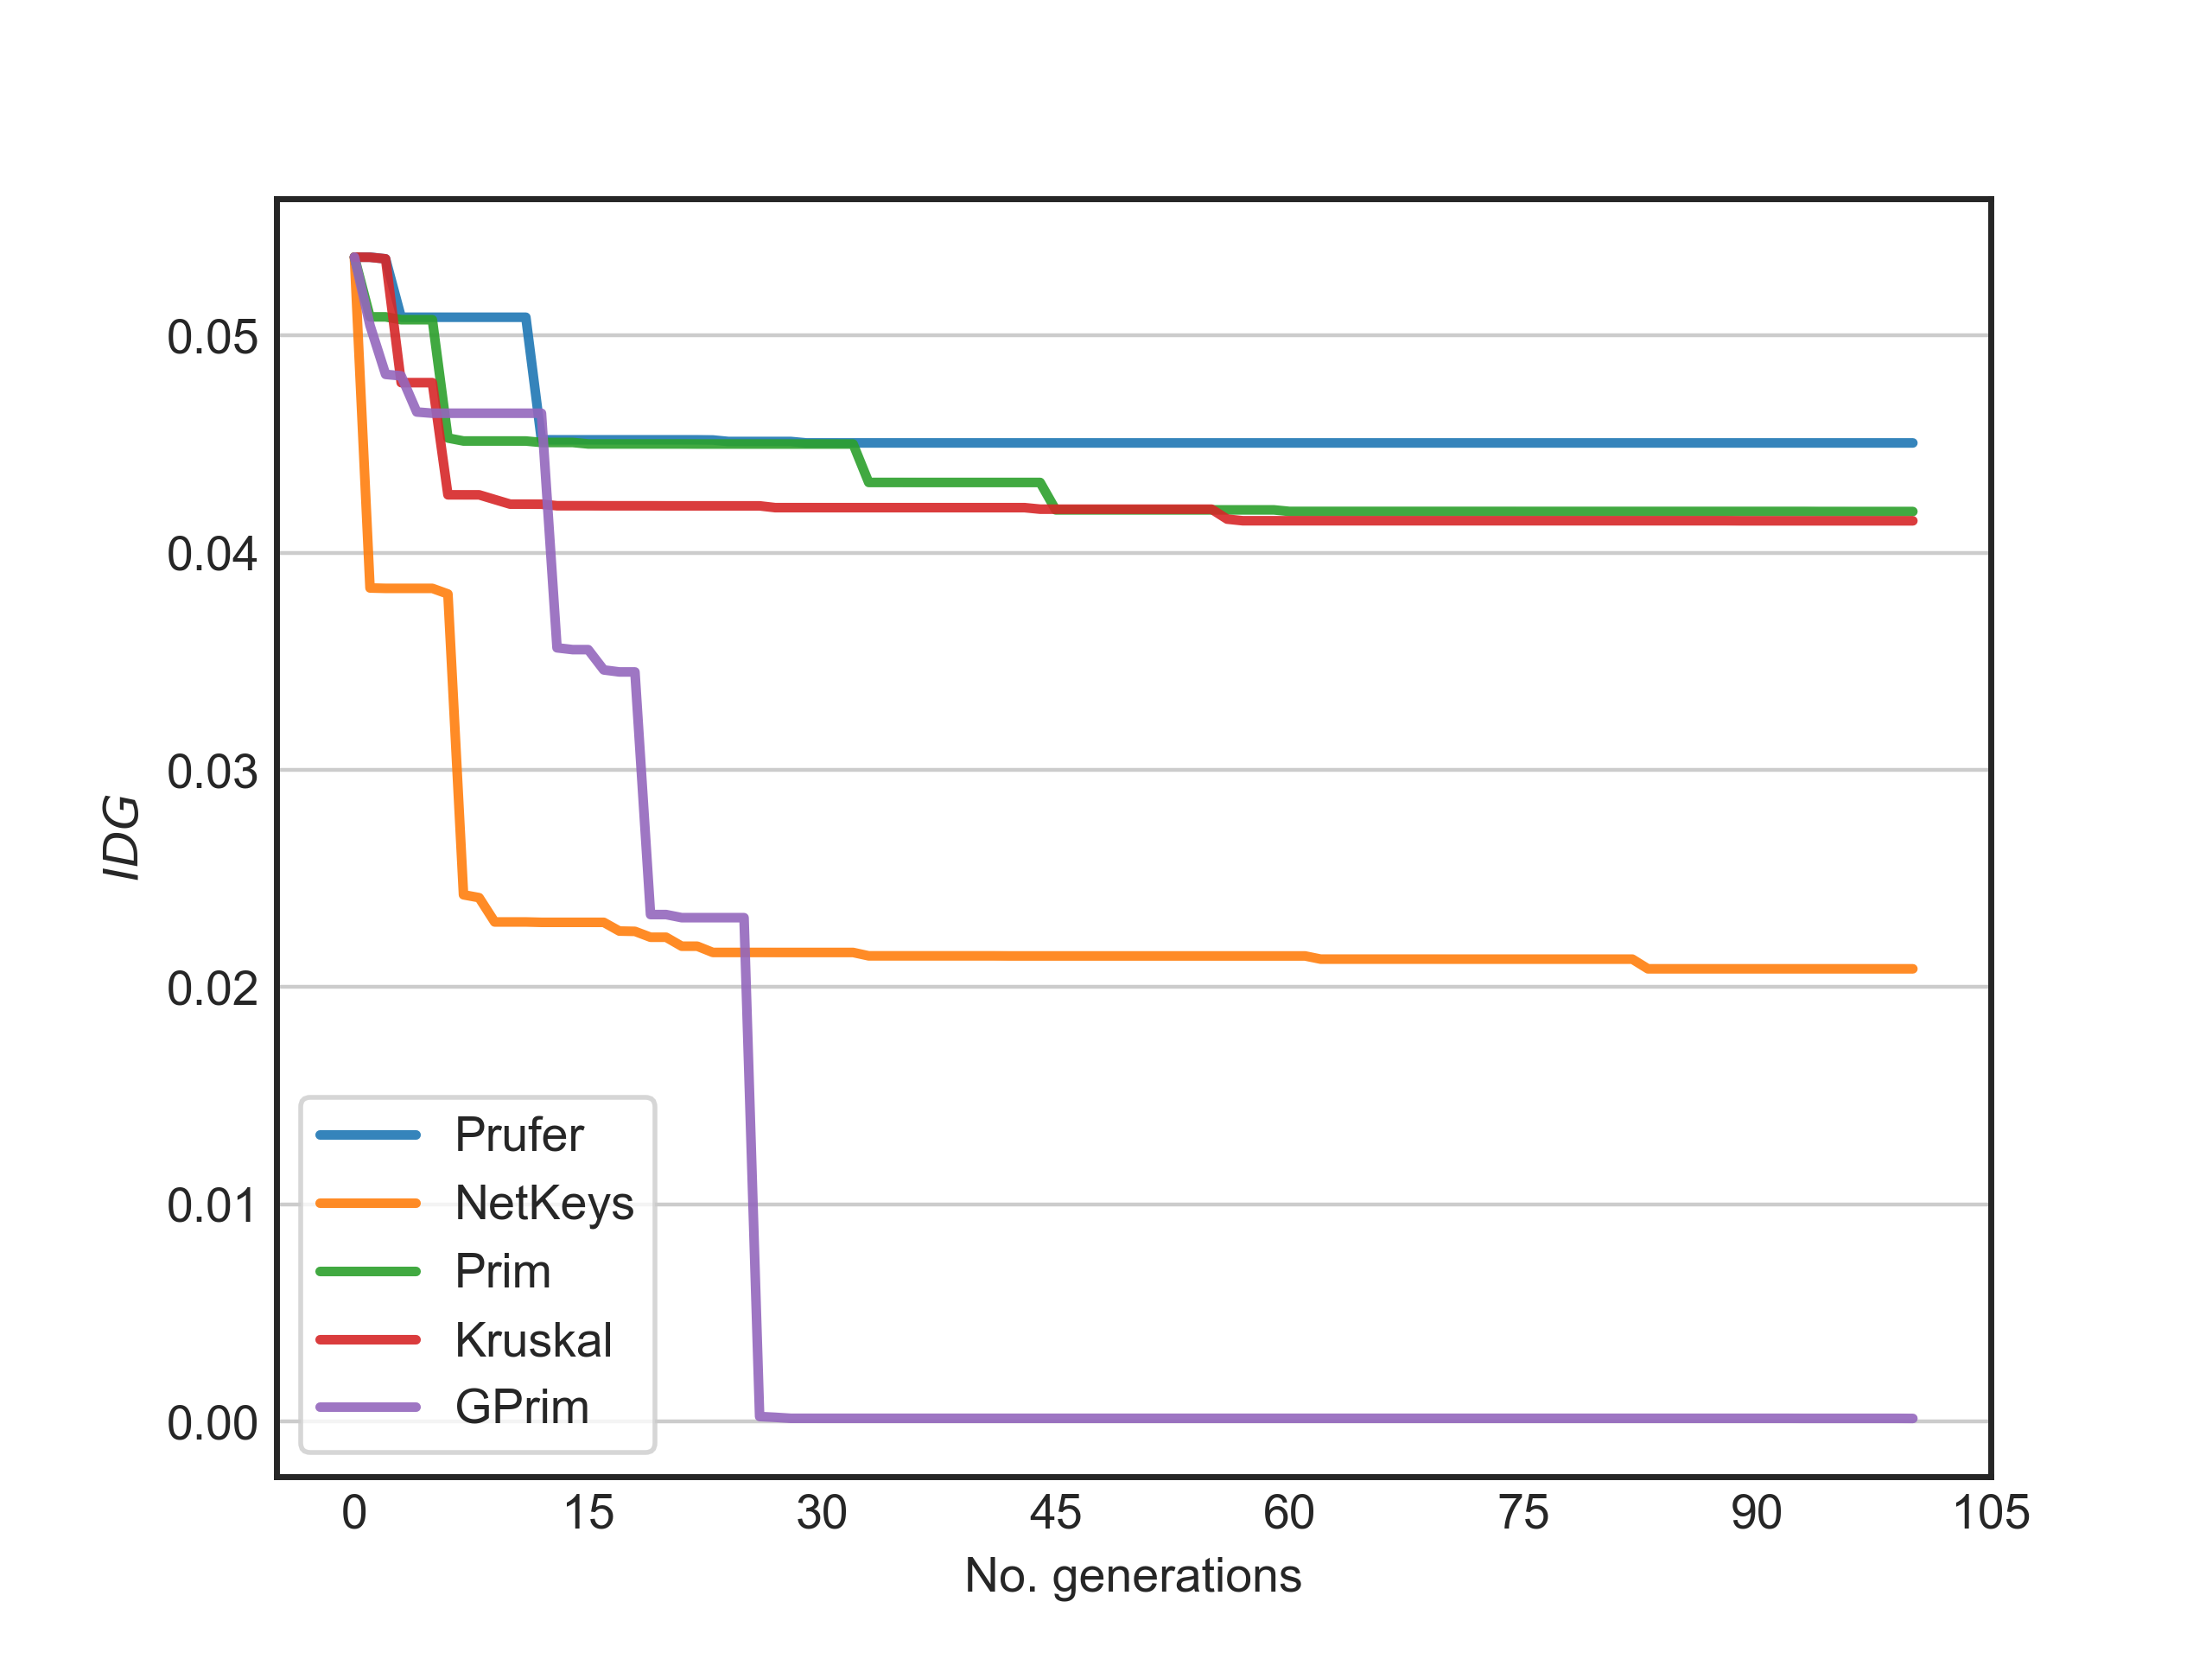 IDG
0.05
0.04
0.03
0.02
0.01
0.00
Prufer
NetKeys
Prim
Kruskal
GPrim
0 15 30 45 60 75 90 105
No. generations